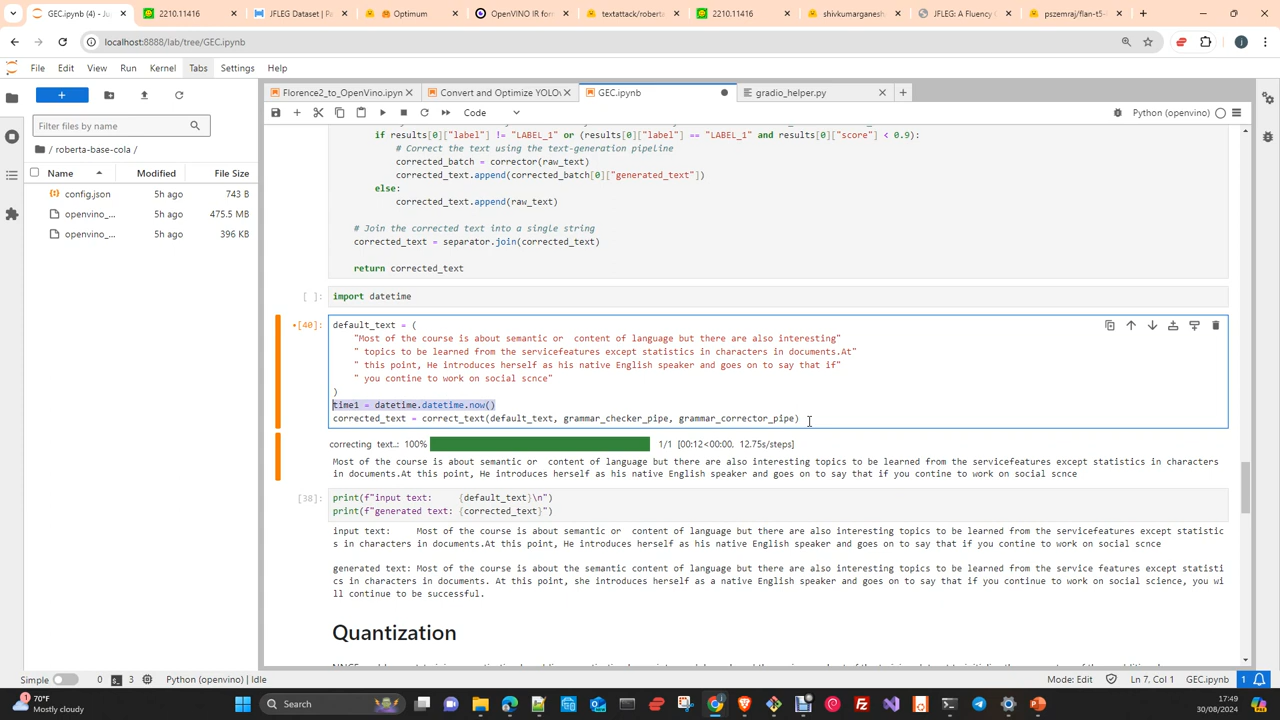 GEC.ipynb (4) - Ju
2210.11416
JFLEG Dataset | Pa
Optimum
OpenVINO IR for
textattack/roberta
2210.11416
shivkumarganesh
JFLEG: A Fluency C
pszemraj/flan-t5-
localhost:8888/lab/tree/GEC.ipynb
File Edit View Run Kernel Tabs Settings Help
Florence2_to_OpenVino.ipyn
Convert and Optimize YOLOv
GEC.ipynb
gradio_helper.py
Code
Python (openvino)
Filter files by name
/ roberta-base-cola /
Name Modified File Size
config.json 5h ago 743 B
openvino_... 5h ago 475.5 MB
openvino_... 5h ago 396 KB
if results[0]["label"] != "LABEL_1" or (results[0]["label"] == "LABEL_1" and results[0]["score"] < 0.9):
# Correct the text using the text-generation pipeline
corrected_batch = corrector(raw_text)
corrected_text.append(corrected_batch[0]["generated_text"])
else:
corrected_text.append(raw_text)
# Join the corrected text into a single string
corrected_text = separator.join(corrected_text)
return corrected_text
[ ]: import datetime
[40]: default_text = (
"Most of the course is about semantic or  content of language but there are also interesting"
" topics to be learned from the servicefeatures except statistics in characters in documents.At"
" this point, He introduces herself as his native English speaker and goes on to say that if"
" you contine to work on social scnce"
)
time1 = datetime.datetime.now()
corrected_text = correct_text(default_text, grammar_checker_pipe, grammar_corrector_pipe)
correcting text..: 100% 1/1 [00:12<00:00, 12.75s/steps]
Most of the course is about semantic or  content of language but there are also interesting topics to be learned from the servicefeatures except statistics in characters
in documents.At this point, He introduces herself as his native English speaker and goes on to say that if you contine to work on social scnce
[38]: print(f"input text:     {default_text}\n")
print(f"generated text: {corrected_text}")
input text:     Most of the course is about semantic or  content of language but there are also interesting topics to be learned from the servicefeatures except statistic
s in characters in documents.At this point, He introduces herself as his native English speaker and goes on to say that if you contine to work on social scnce
generated text: Most of the course is about the semantic content of language but there are also interesting topics to be learned from the service features except statisti
cs in characters in documents. At this point, she introduces herself as a native English speaker and goes on to say that if you continue to work on social science, you wi
ll continue to be successful.
Quantization
Simple 0 3 Python (openvino) | Idle
Mode: Edit Ln 7, Col 1 GEC.ipynb 1
70°F
Mostly cloudy
Search
17:49
30/08/2024